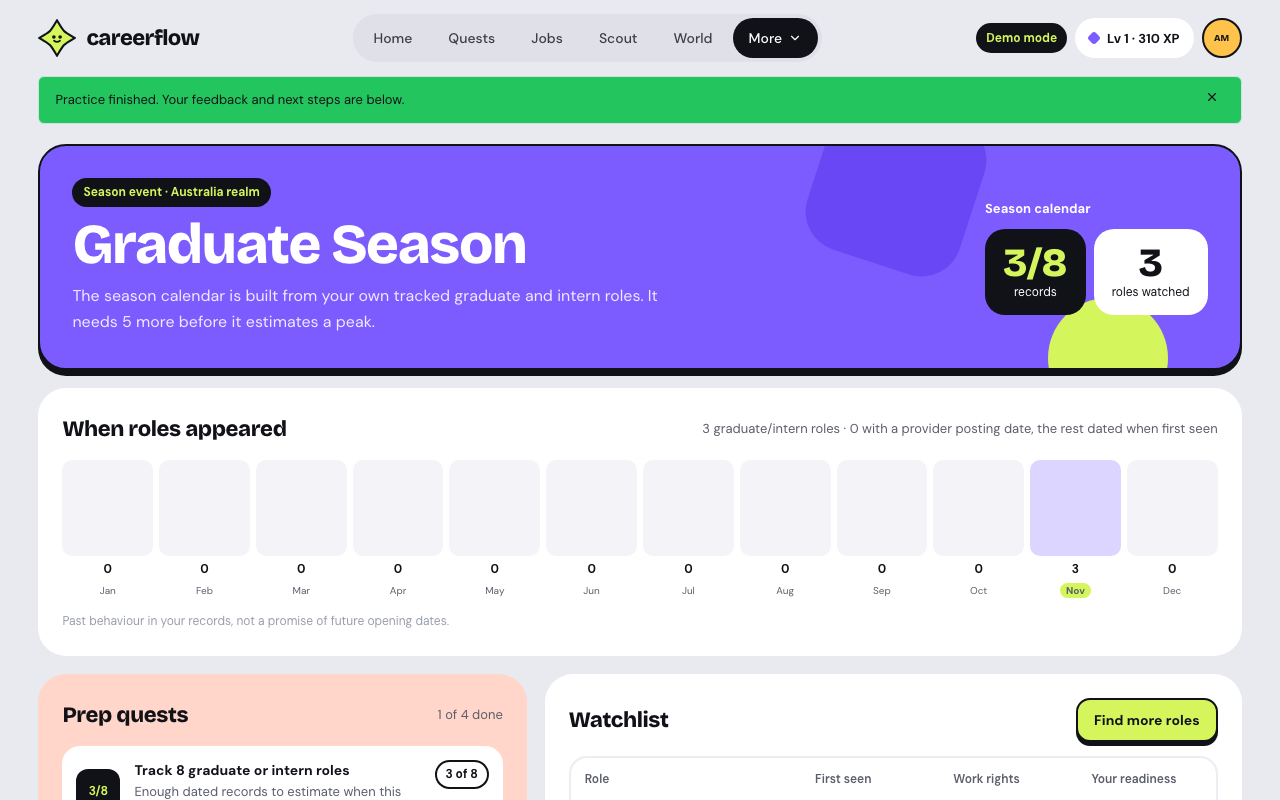 careerflow
Home
Quests
Jobs
Scout
World
More
Demo mode
Lv 1 · 310 XP
AM
Practice finished. Your feedback and next steps are below.
Season event · Australia realm
Graduate Season
The season calendar is built from your own tracked graduate and intern roles. It
needs 5 more before it estimates a peak.
Season calendar
3/8
records
3
roles watched
When roles appeared
3 graduate/intern roles · 0 with a provider posting date, the rest dated when first seen
0 0 0 0 0 0 0 0 0 0 3 0
Jan Feb Mar Apr May Jun Jul Aug Sep Oct Nov Dec
Past behaviour in your records, not a promise of future opening dates.
Prep quests
1 of 4 done
3/8
Track 8 graduate or intern roles
3 of 8
Enough dated records to estimate when this
Watchlist
Find more roles
Role
First seen
Work rights
Your readiness